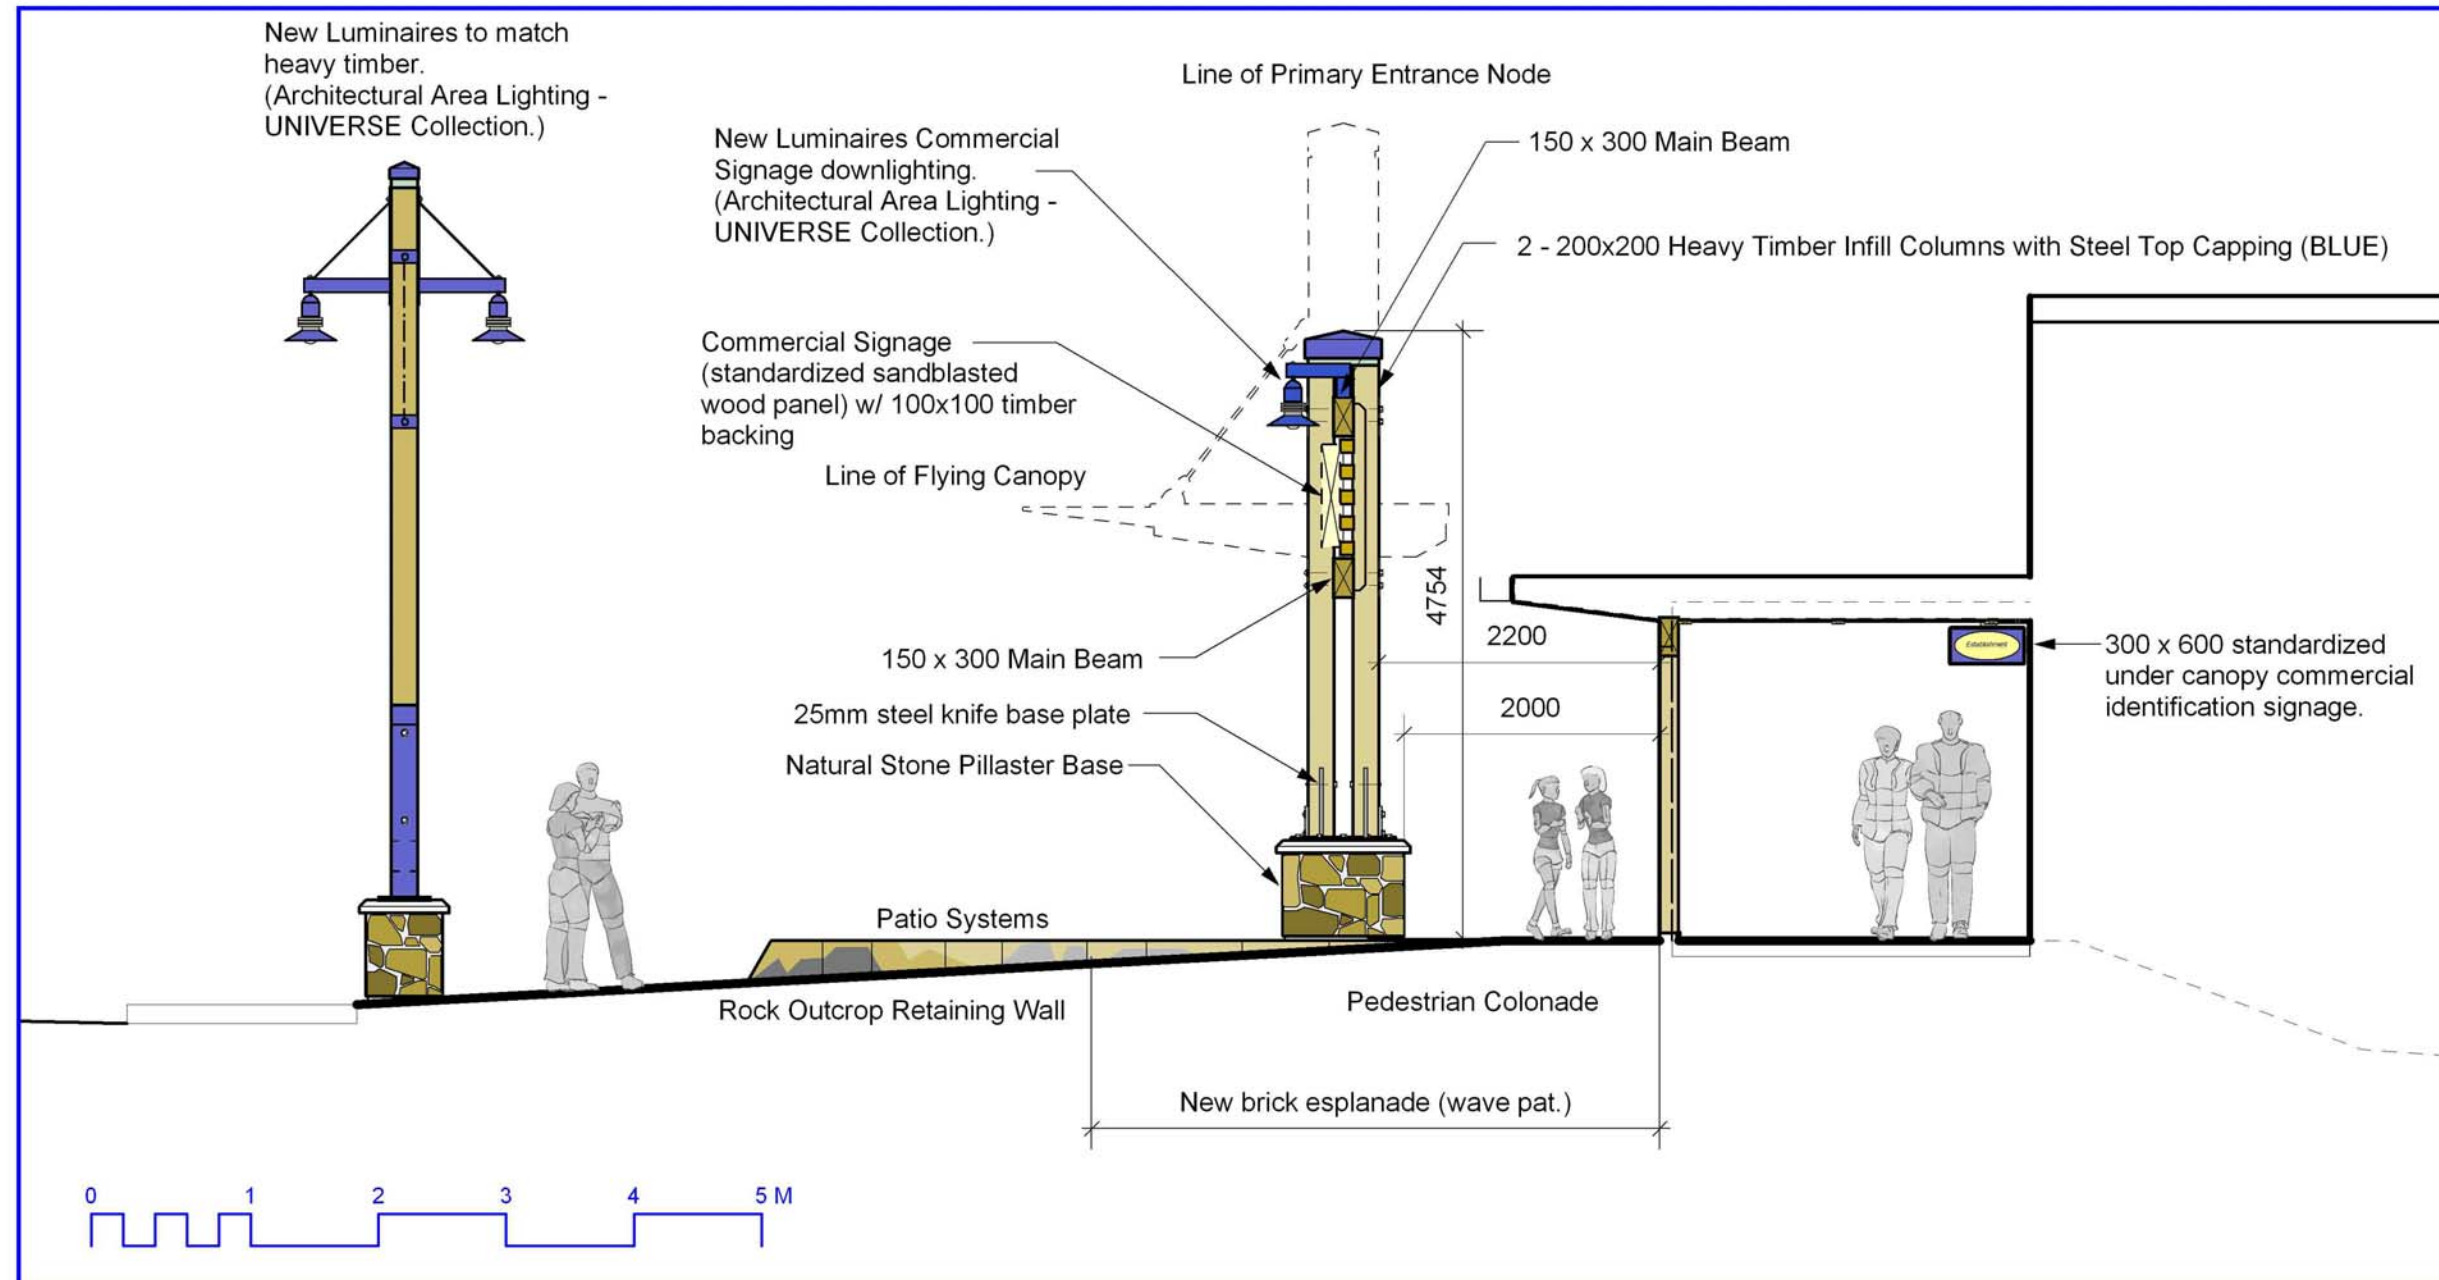 New Luminaires to match
heavy timber.
(Architectural Area Lighting -
UNIVERSE Collection.)
Line of Primary Entrance Node
New Luminaires Commercial
Signage downlighting.
(Architectural Area Lighting -
UNIVERSE Collection.)
150 x 300 Main Beam
2 - 200x200 Heavy Timber Infill Columns with Steel Top Capping (BLUE)
Commercial Signage
(standardized sandblasted
wood panel) w/ 100x100 timber
backing
Line of Flying Canopy
4754
2200
150 x 300 Main Beam
Establishment
300 x 600 standardized
under canopy commercial
identification signage.
25mm steel knife base plate
2000
Natural Stone Pillaster Base
Patio Systems
Rock Outcrop Retaining Wall
Pedestrian Colonade
New brick esplanade (wave pat.)
0 1 2 3 4 5 M